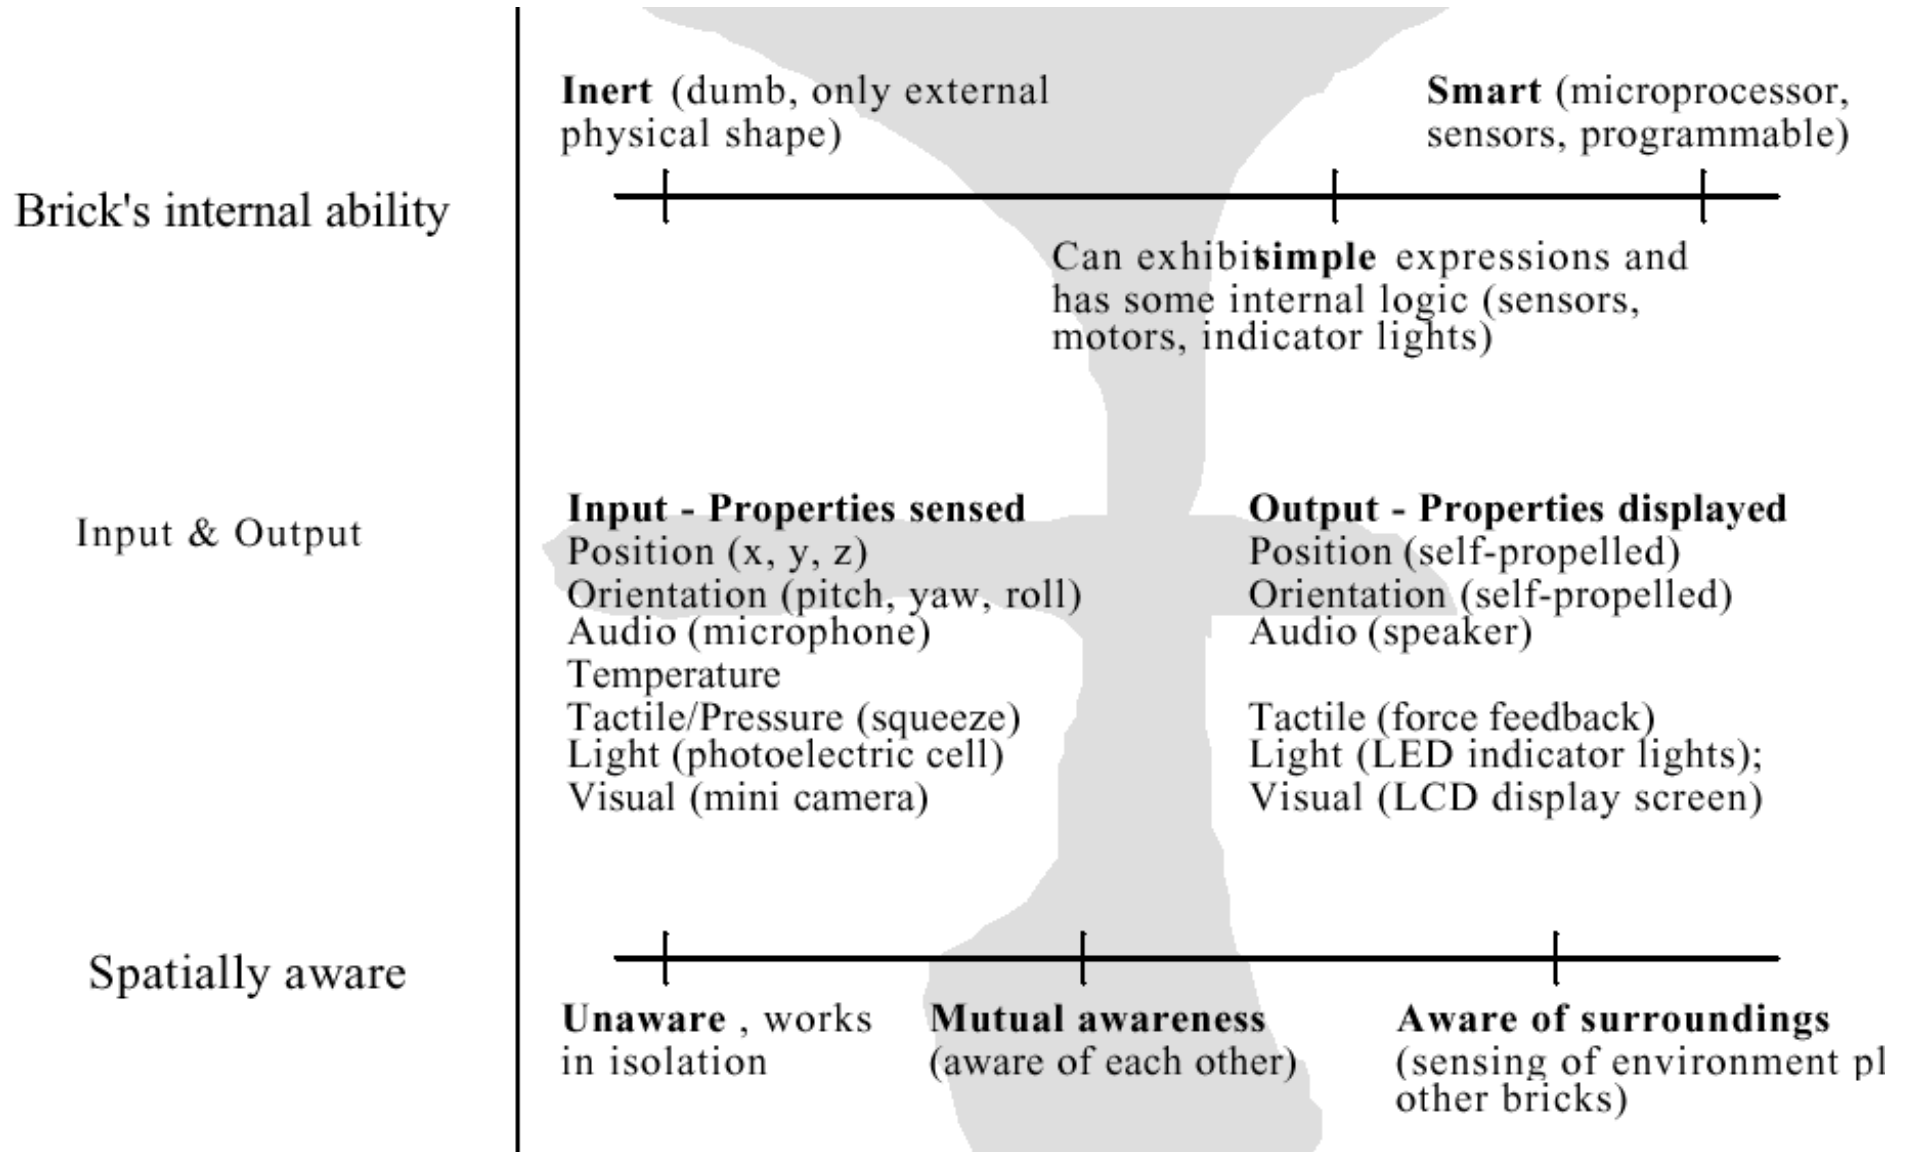 Inert (dumb, only external
physical shape)
Smart (microprocessor,
sensors, programmable)
Brick's internal ability
Can exhibit simple expressions and
has some internal logic (sensors,
motors, indicator lights)
Input & Output
Input - Properties sensed
Position (x, y, z)
Orientation (pitch, yaw, roll)
Audio (microphone)
Temperature
Tactile/Pressure (squeeze)
Light (photoelectric cell)
Visual (mini camera)
Output - Properties displayed
Position (self-propelled)
Orientation (self-propelled)
Audio (speaker)
Tactile (force feedback)
Light (LED indicator lights);
Visual (LCD display screen)
Spatially aware
Unaware , works
in isolation
Mutual awareness
(aware of each other)
Aware of surroundings
(sensing of environment pl
other bricks)